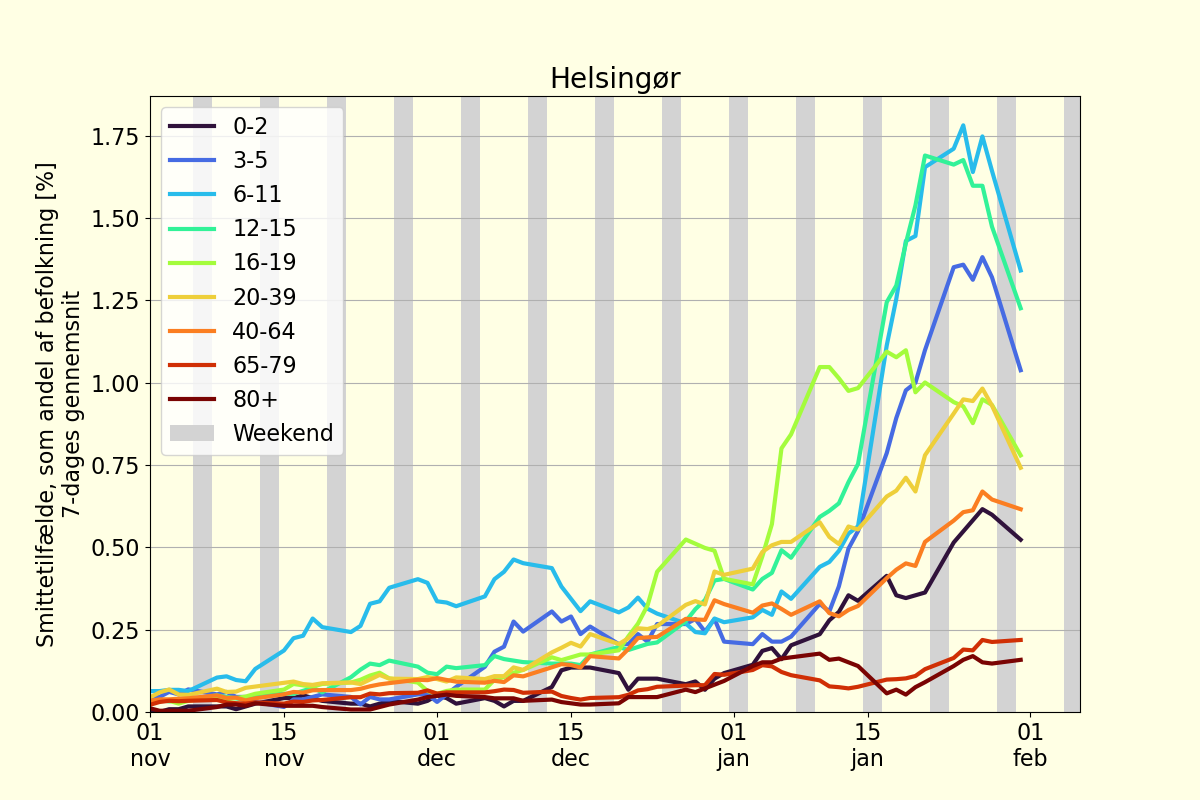 Helsingør
Smittetilfælde, som andel af befolkning [%]
7-dages gennemsnit
1.75
1.50
1.25
1.00
0.75
0.50
0.25
0.00
0-2
3-5
6-11
12-15
16-19
20-39
40-64
65-79
80+
Weekend
01 15 01 15 01 15 01
nov nov dec dec jan jan feb